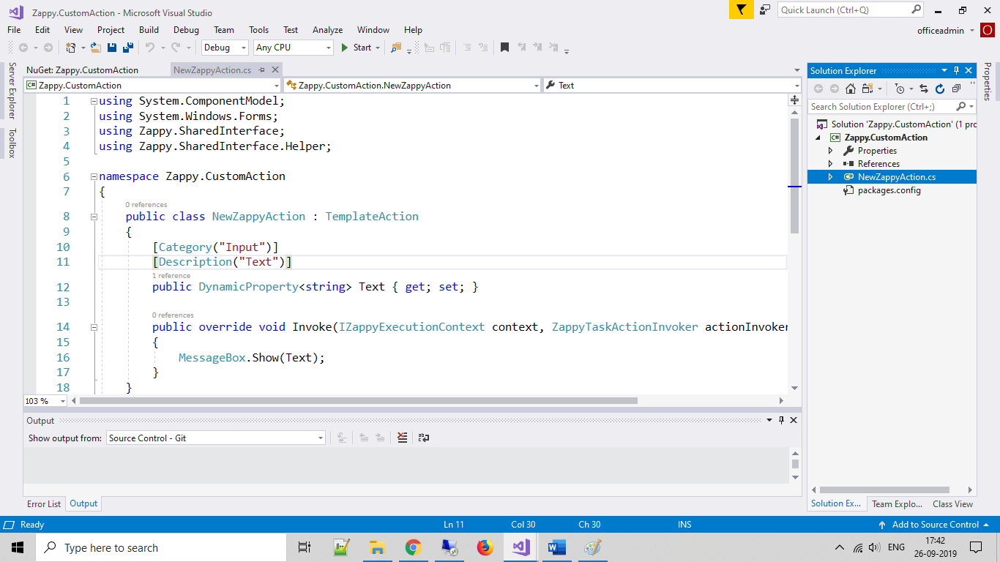 Zappy.CustomAction - Microsoft Visual Studio
Quick Launch (Ctrl+Q)
File Edit View Project Build Debug Team Tools Test Analyze Window Help
officeadmin O
Debug Any CPU Start
Server Explorer
Toolbox
NuGet: Zappy.CustomAction NewZappyAction.cs
Zappy.CustomAction Zappy.CustomAction.NewZappyAction Text
1 using System.ComponentModel;
2 using System.Windows.Forms;
3 using Zappy.SharedInterface;
4 using Zappy.SharedInterface.Helper;
5
6 namespace Zappy.CustomAction
7 {
0 references
8 public class NewZappyAction : TemplateAction
9 {
10 [Category("Input")]
11 [Description("Text")]
1 reference
12 public DynamicProperty<string> Text { get; set; }
13
0 references
14 public override void Invoke(IZappyExecutionContext context, ZappyTaskActionInvoker actionInvoker
15 {
16 MessageBox.Show(Text);
17 }
18 }
103 %
Output
Show output from: Source Control - Git
Error List Output
Solution Explorer
Search Solution Explorer (Ctrl+;)
Solution 'Zappy.CustomAction' (1 pro
C# Zappy.CustomAction
Properties
References
C# NewZappyAction.cs
packages.config
Solution Ex... Team Explo... Class View
Properties
Ready Ln 11 Col 30 Ch 30 INS Add to Source Control
Type here to search
ENG
17:42
26-09-2019